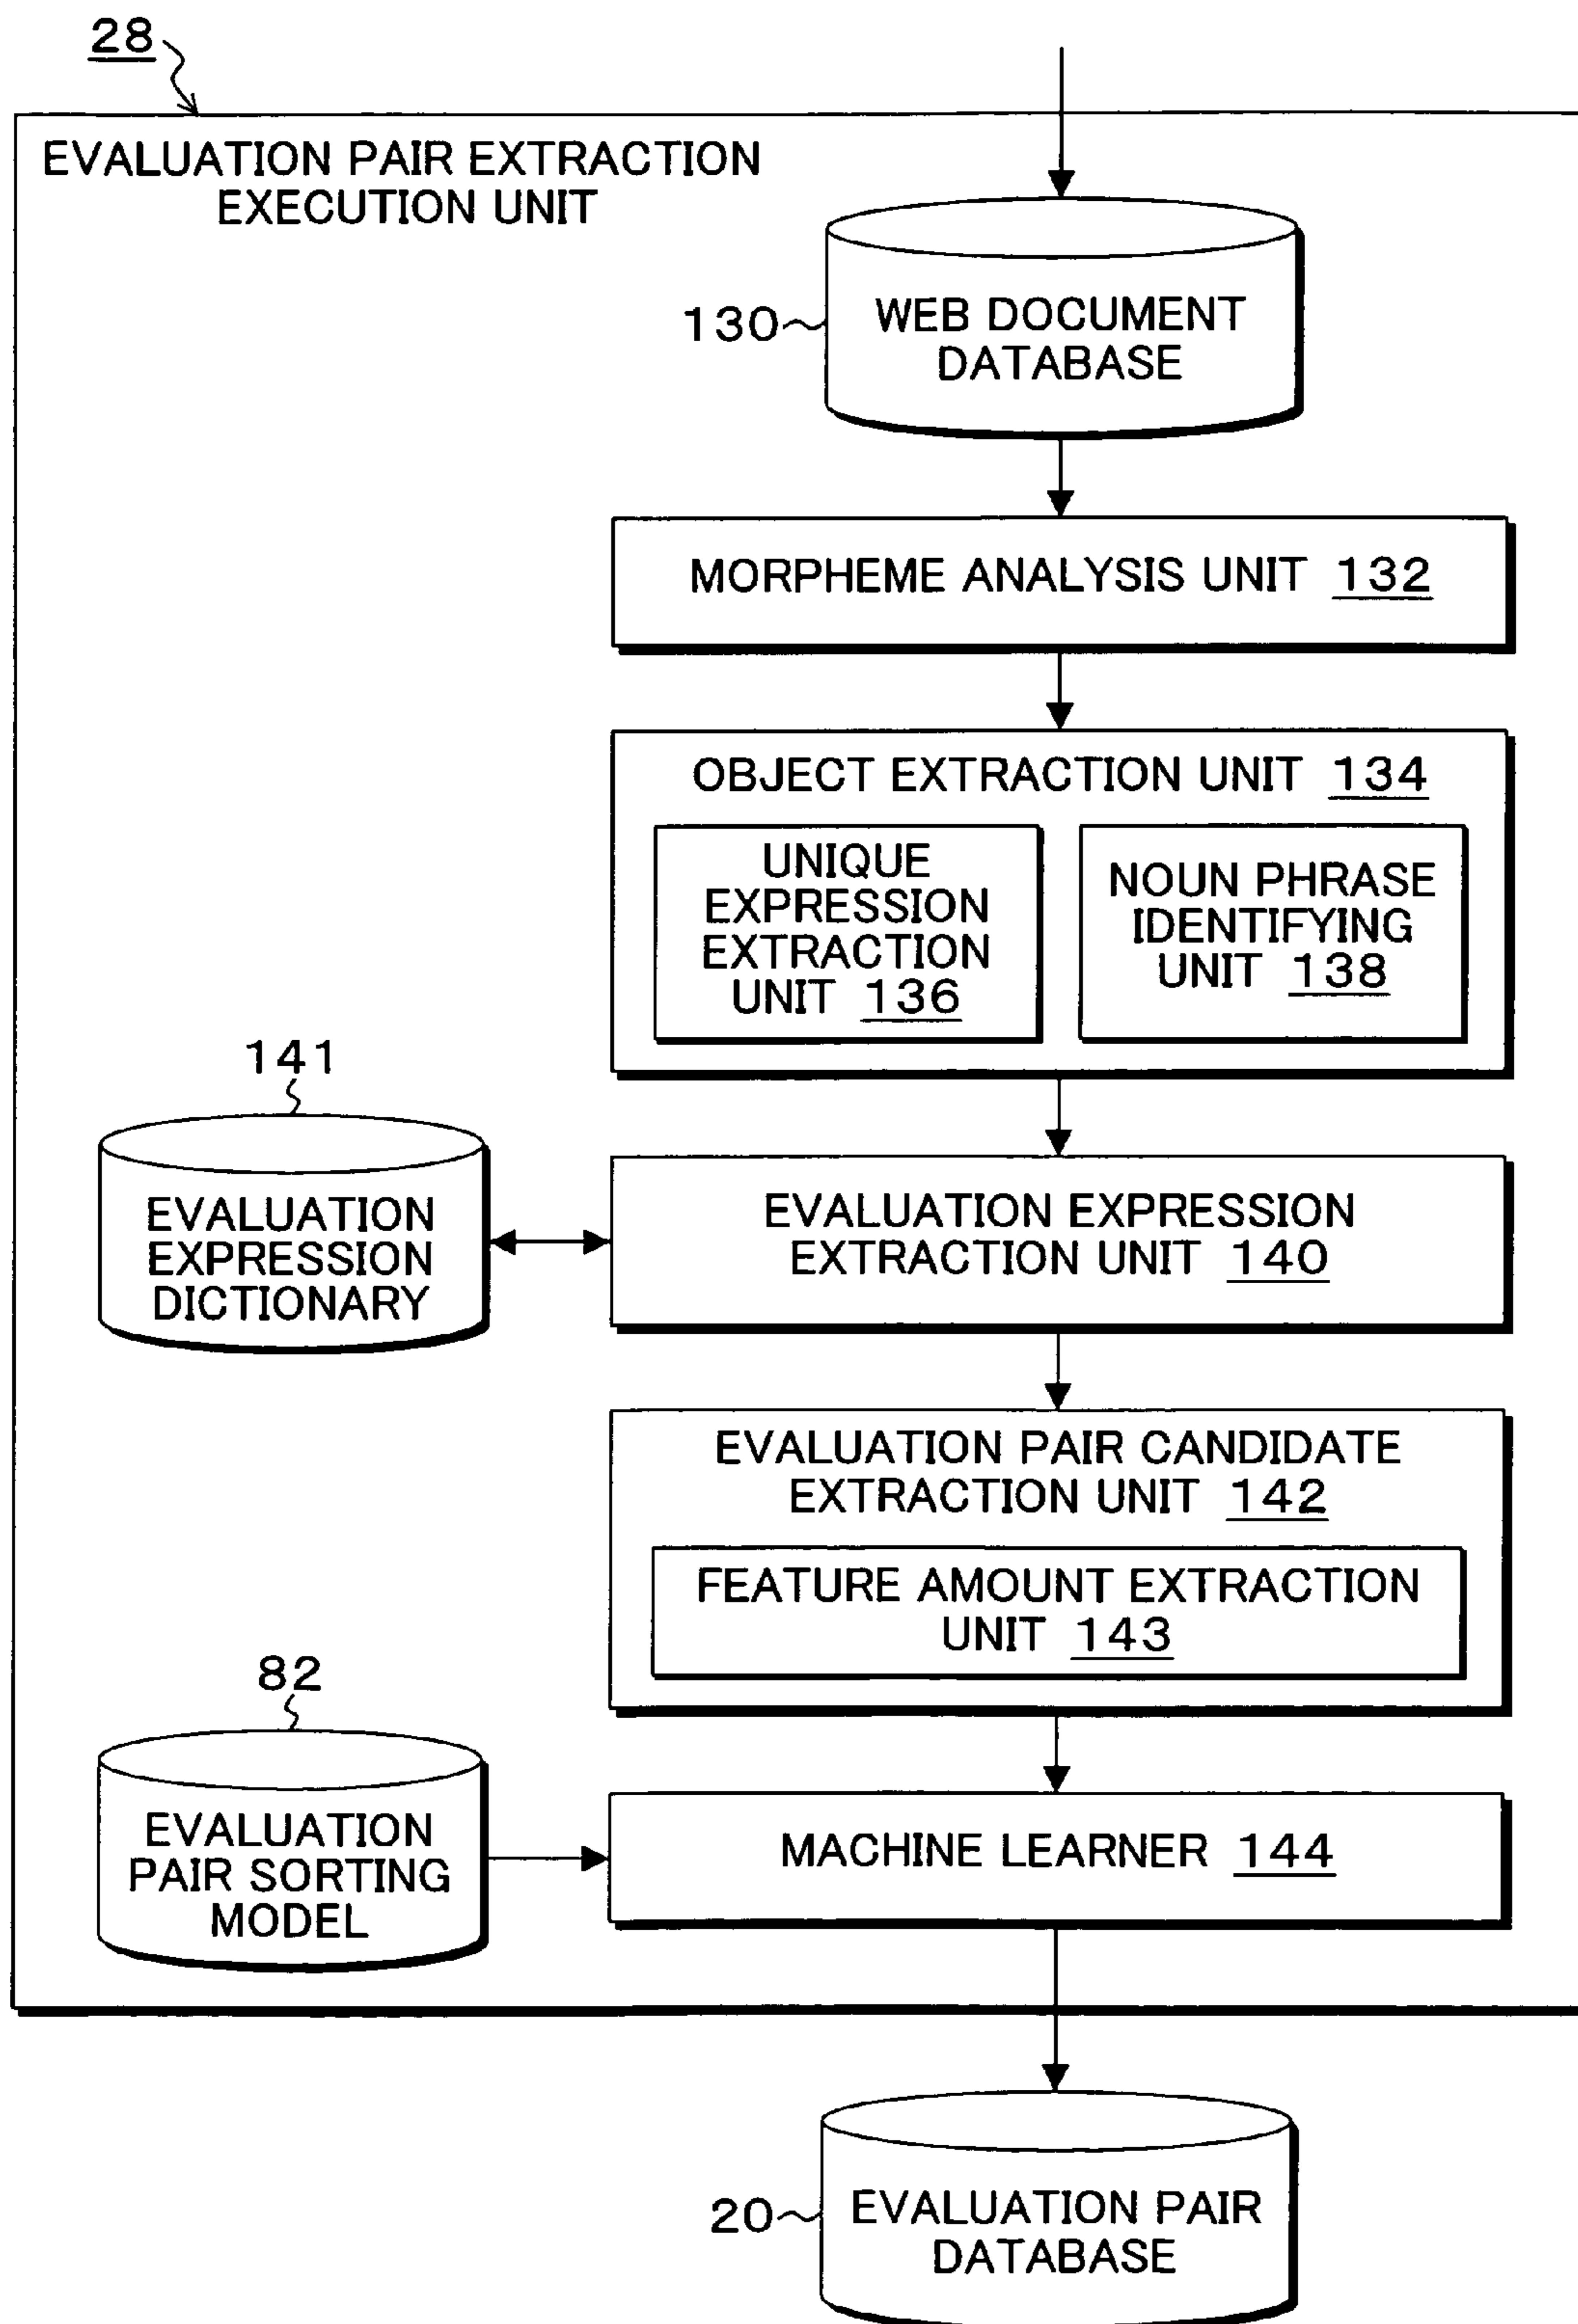 28
EVALUATION PAIR EXTRACTION
EXECUTION UNIT
130
WEB DOCUMENT
DATABASE
MORPHEME ANALYSIS UNIT 132
OBJECT EXTRACTION UNIT 134
UNIQUE
EXPRESSION
EXTRACTION
UNIT 136
NOUN PHRASE
IDENTIFYING
UNIT 138
141
EVALUATION
EXPRESSION
DICTIONARY
EVALUATION EXPRESSION
EXTRACTION UNIT 140
EVALUATION PAIR CANDIDATE
EXTRACTION UNIT 142
FEATURE AMOUNT EXTRACTION
UNIT 143
82
EVALUATION
PAIR SORTING
MODEL
MACHINE LEARNER 144
20
EVALUATION PAIR
DATABASE